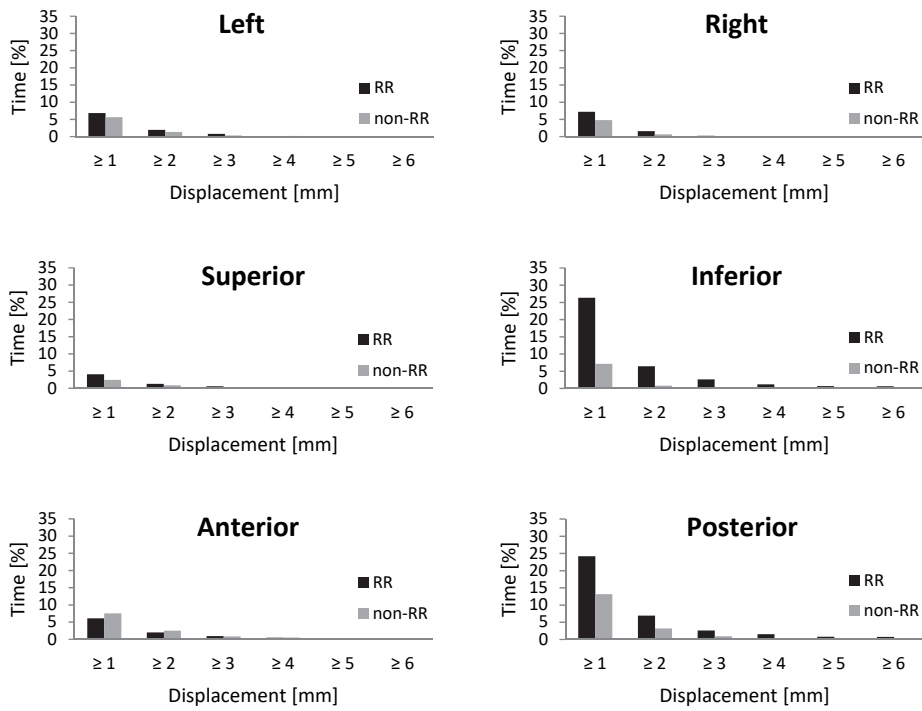 Left
Time [%]
35
30
25
20
15
10
5
0
RR
non-RR
≥ 1 ≥ 2 ≥ 3 ≥ 4 ≥ 5 ≥ 6
Displacement [mm]
Right
Time [%]
35
30
25
20
15
10
5
0
RR
non-RR
≥ 1 ≥ 2 ≥ 3 ≥ 4 ≥ 5 ≥ 6
Displacement [mm]
Superior
Time [%]
35
30
25
20
15
10
5
0
RR
non-RR
≥ 1 ≥ 2 ≥ 3 ≥ 4 ≥ 5 ≥ 6
Displacement [mm]
Inferior
Time [%]
35
30
25
20
15
10
5
0
RR
non-RR
≥ 1 ≥ 2 ≥ 3 ≥ 4 ≥ 5 ≥ 6
Displacement [mm]
Anterior
Time [%]
35
30
25
20
15
10
5
0
RR
non-RR
≥ 1 ≥ 2 ≥ 3 ≥ 4 ≥ 5 ≥ 6
Displacement [mm]
Posterior
Time [%]
35
30
25
20
15
10
5
0
RR
non-RR
≥ 1 ≥ 2 ≥ 3 ≥ 4 ≥ 5 ≥ 6
Displacement [mm]